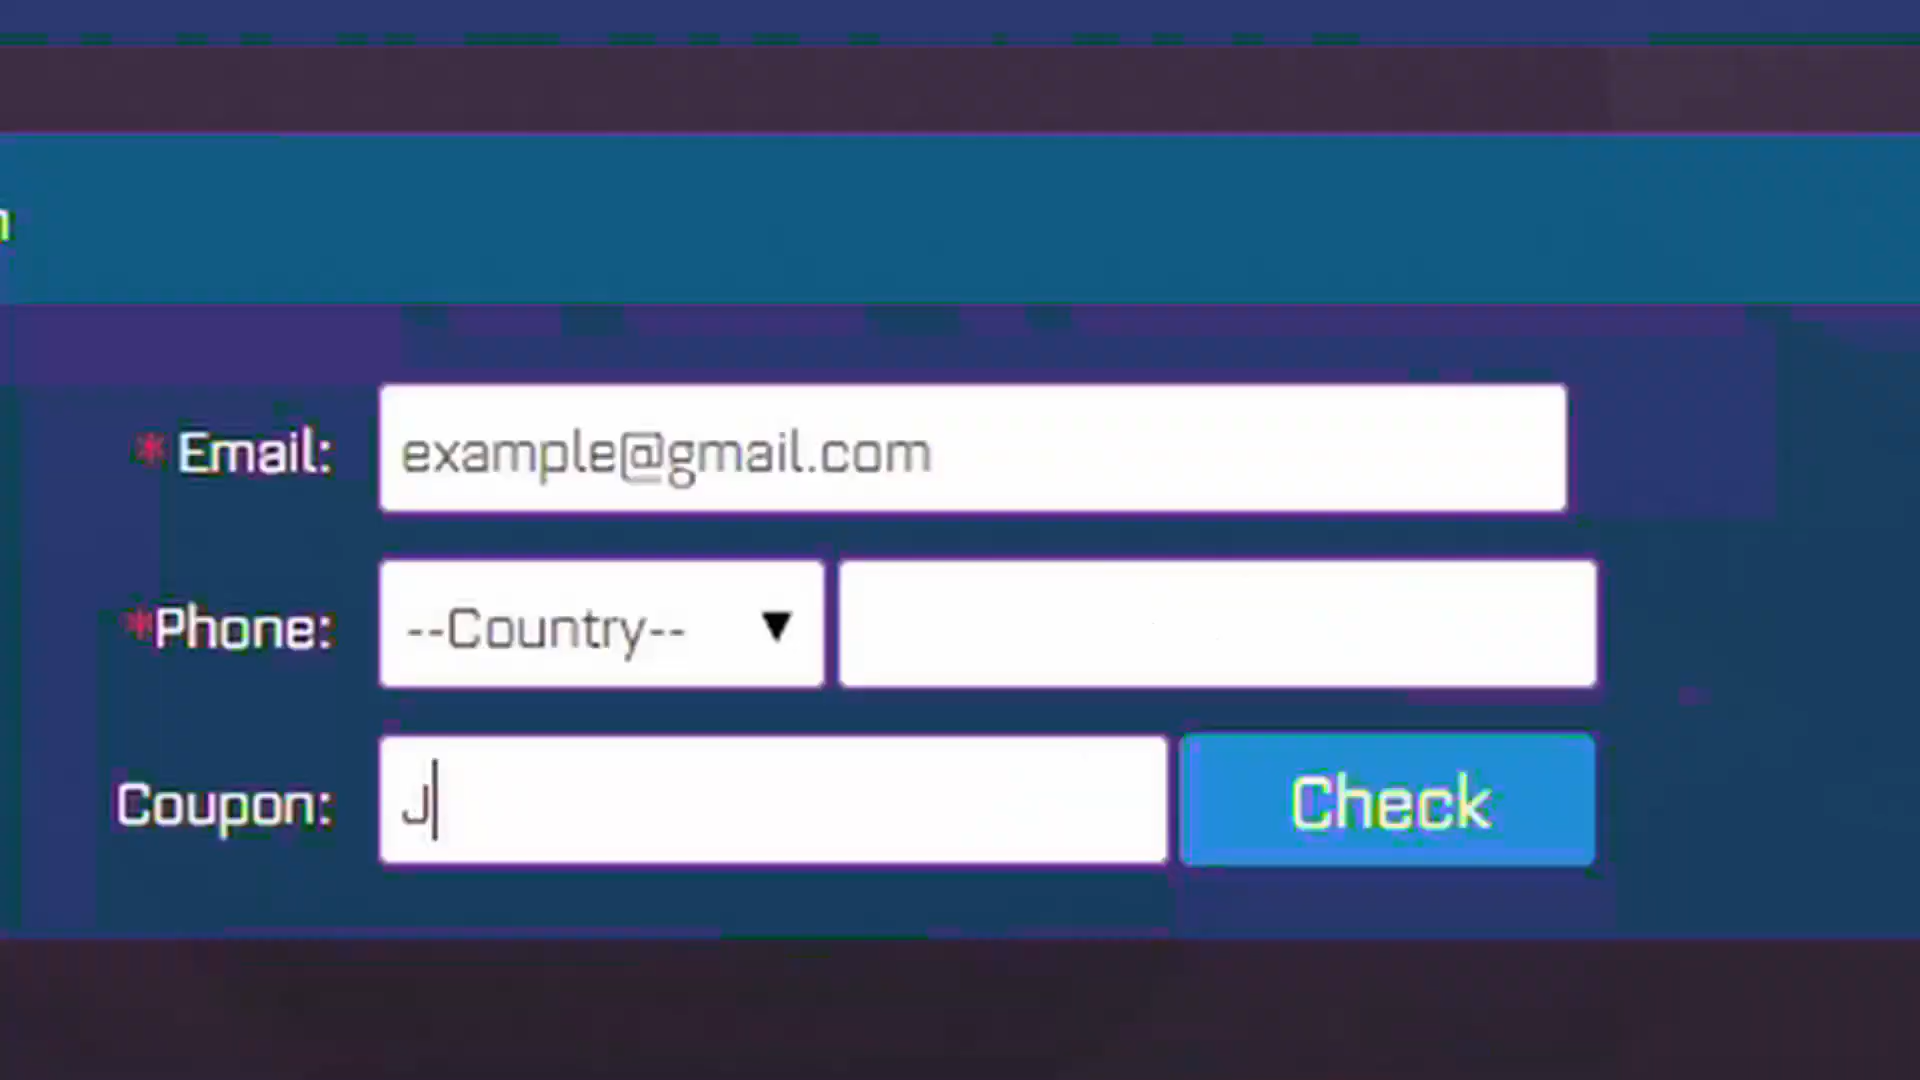 * Email: example@gmail.com
*Phone: --Country-- ▼
Coupon: J Check